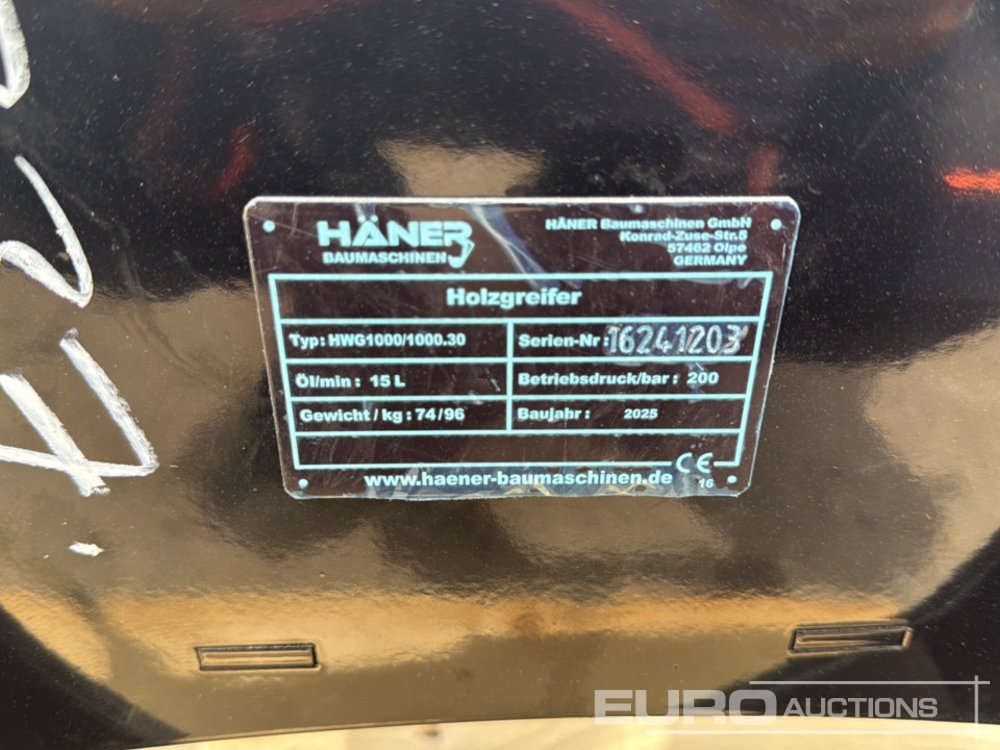 HÄNER
BAUMASCHINEN
HÄNER Baumaschinen GmbH
Konrad-Zuse-Str.5
57462 Olpe
GERMANY
Holzgreifer
Typ: HWG1000/1000.30
Serien-Nr: 16241203
Öl/min : 15 L
Betriebsdruck/bar : 200
Gewicht / kg : 74/96
Baujahr : 2025
CE
www.haener-baumaschinen.de
16
EURO AUCTIONS